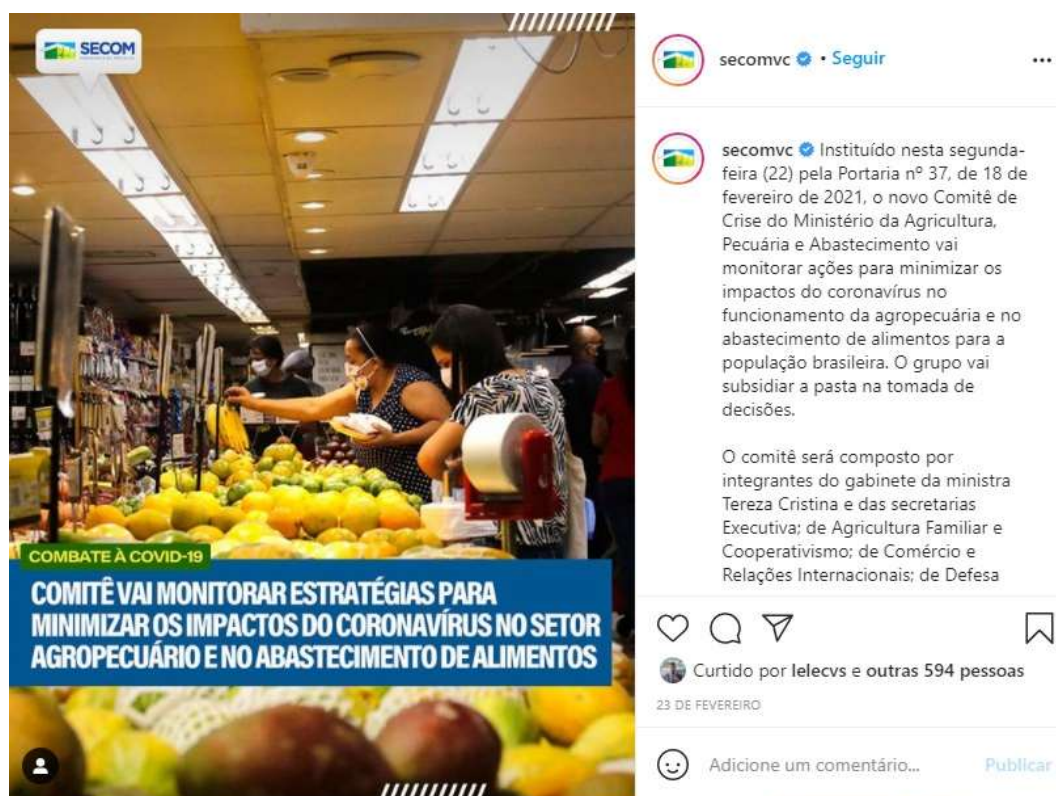 SECOM
COMBATE À COVID-19
COMITÊ VAI MONITORAR ESTRATÉGIAS PARA
MINIMIZAR OS IMPACTOS DO CORONAVÍRUS NO SETOR
AGROPECUÁRIO E NO ABASTECIMENTO DE ALIMENTOS
secomvc • Seguir
secomvc Instituído nesta segunda-
feira (22) pela Portaria nº 37, de 18 de
fevereiro de 2021, o novo Comitê de
Crise do Ministério da Agricultura,
Pecuária e Abastecimento vai
monitorar ações para minimizar os
impactos do coronavírus no
funcionamento da agropecuária e no
abastecimento de alimentos para a
população brasileira. O grupo vai
subsidiar a pasta na tomada de
decisões.
O comitê será composto por
integrantes do gabinete da ministra
Tereza Cristina e das secretarias
Executiva; de Agricultura Familiar e
Cooperativismo; de Comércio e
Relações Internacionais; de Defesa
Curtido por lelecvs e outras 594 pessoas
23 DE FEVEREIRO
Adicione um comentário... Publicar